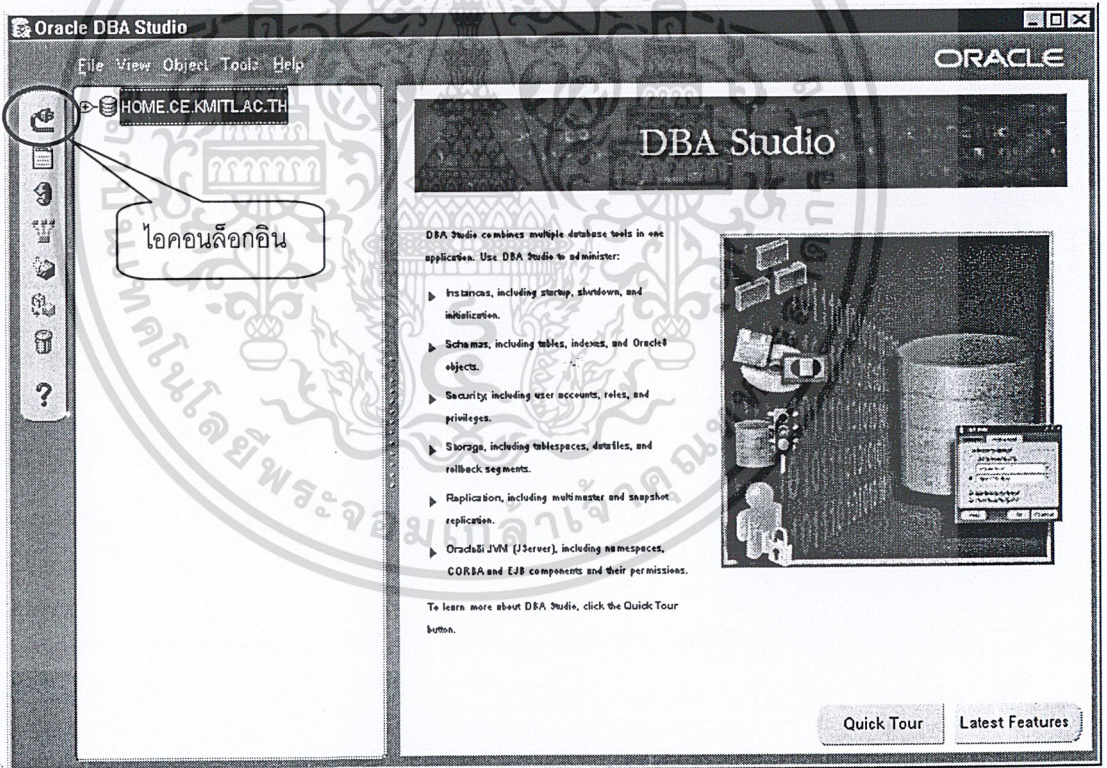 Oracle DBA Studio
File View Object Tools Help
ORACLE
HOME.CE.KMITL.AC.TH
ไอคอนล็อกอิน
DBA Studio
DBA Studio combines multiple database tools in one
application. Use DBA Studio to administer:
Instances, including startup, shutdown, and
initialization.
Schemas, including tables, indexes, and Oracle8
objects.
Security, including user accounts, roles, and
privileges.
Storage, including tablespaces, datafiles, and
rollback segments.
Replication, including multimaster and snapshot
replication.
Oracle8i JVM (JServer), including namespaces,
CORBA and EJB components and their permissions.
To learn more about DBA Studio, click the Quick Tour
button.
Quick Tour
Latest Features